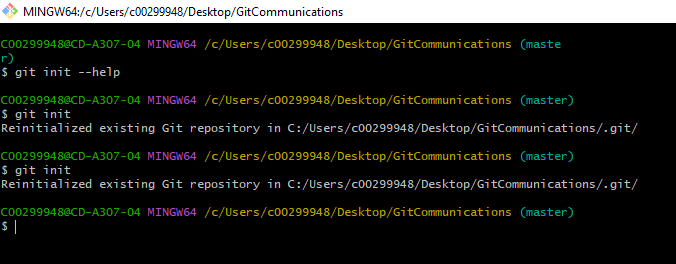 MINGW64:/c/Users/c00299948/Desktop/GitCommunications
C00299948@CD-A307-04 MINGW64 /c/Users/c00299948/Desktop/GitCommunications (maste
r)
$ git init --help
C00299948@CD-A307-04 MINGW64 /c/Users/c00299948/Desktop/GitCommunications (master)
$ git init
Reinitialized existing Git repository in C:/Users/c00299948/Desktop/GitCommunications/.git/
C00299948@CD-A307-04 MINGW64 /c/Users/c00299948/Desktop/GitCommunications (master)
$ git init
Reinitialized existing Git repository in C:/Users/c00299948/Desktop/GitCommunications/.git/
C00299948@CD-A307-04 MINGW64 /c/Users/c00299948/Desktop/GitCommunications (master)
$